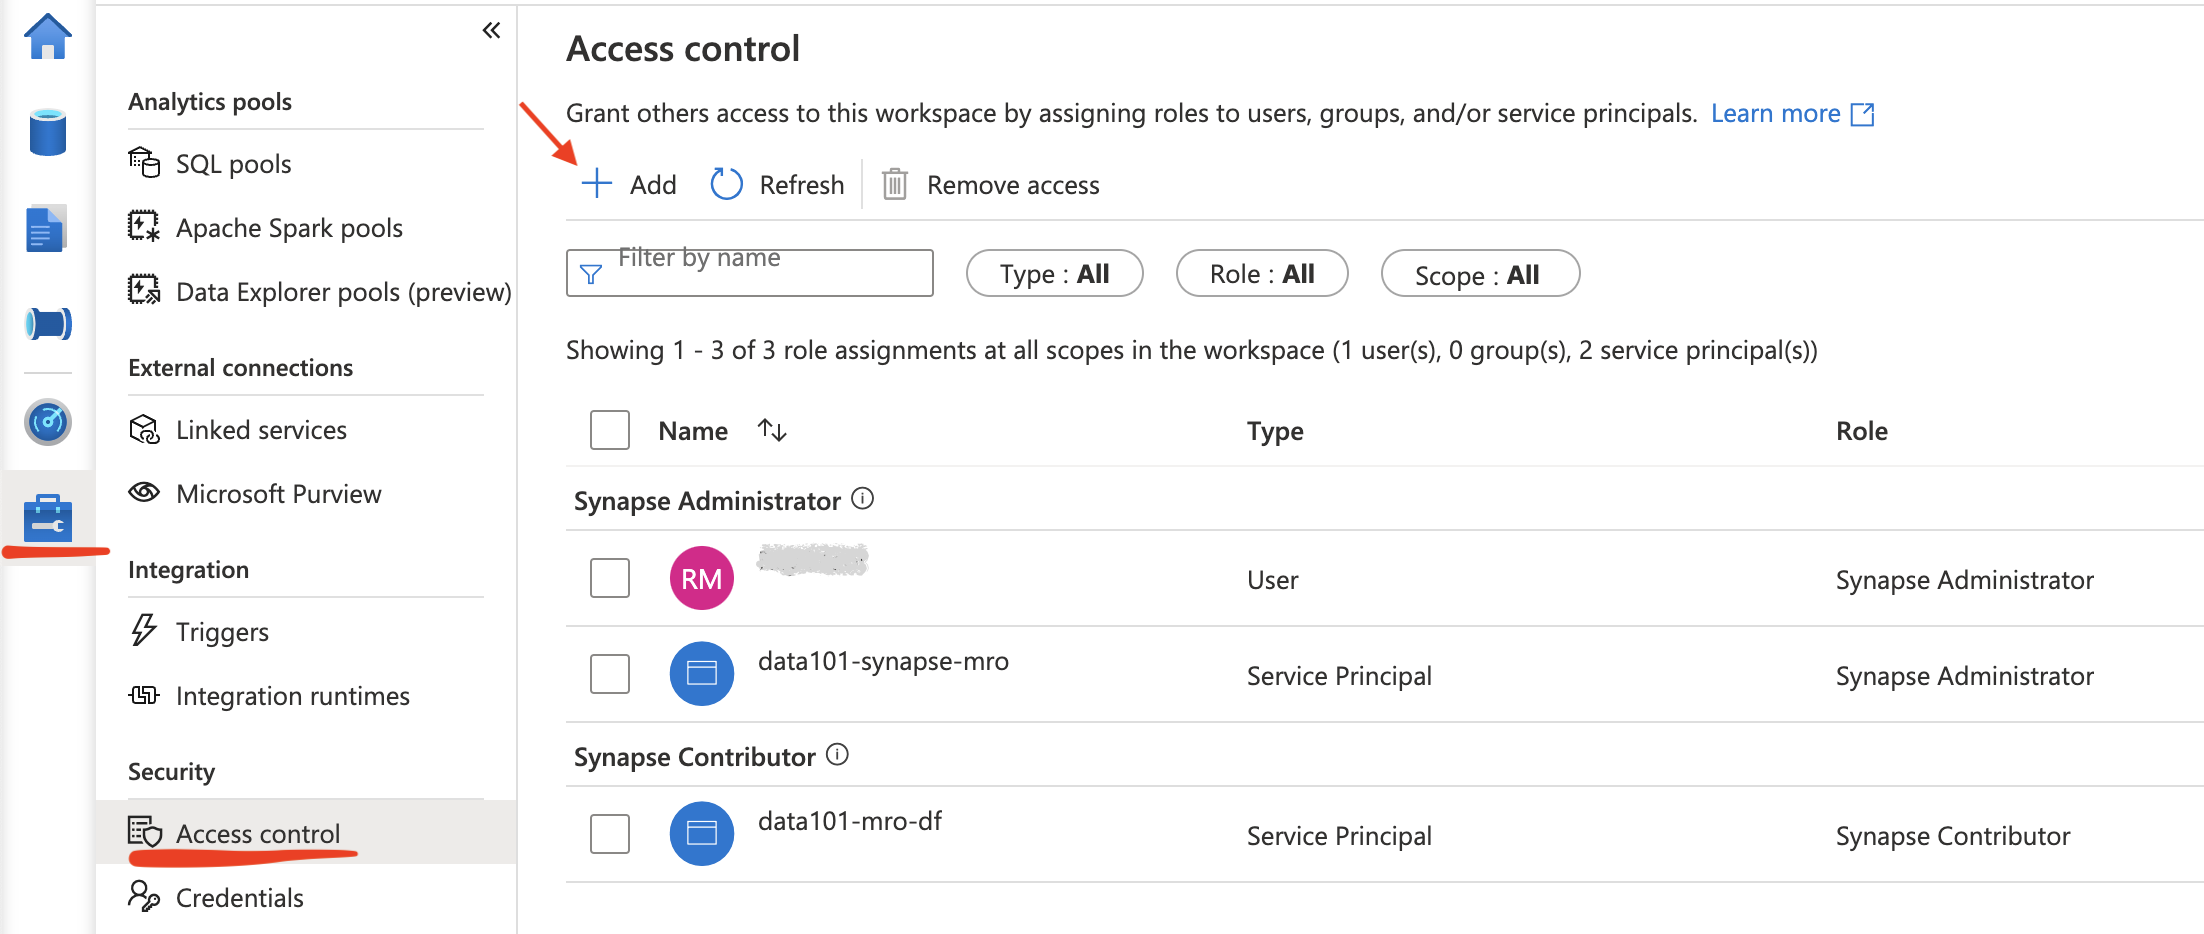 «
Analytics pools
SQL pools
Apache Spark pools
Data Explorer pools (preview)
External connections
Linked services
Microsoft Purview
Integration
Triggers
Integration runtimes
Security
Access control
Credentials
Access control
Grant others access to this workspace by assigning roles to users, groups, and/or service principals. Learn more
Add Refresh Remove access
Filter by name Type : All Role : All Scope : All
Showing 1 - 3 of 3 role assignments at all scopes in the workspace (1 user(s), 0 group(s), 2 service principal(s))
Name Type Role
Synapse Administrator
RM User Synapse Administrator
data101-synapse-mro Service Principal Synapse Administrator
Synapse Contributor
data101-mro-df Service Principal Synapse Contributor